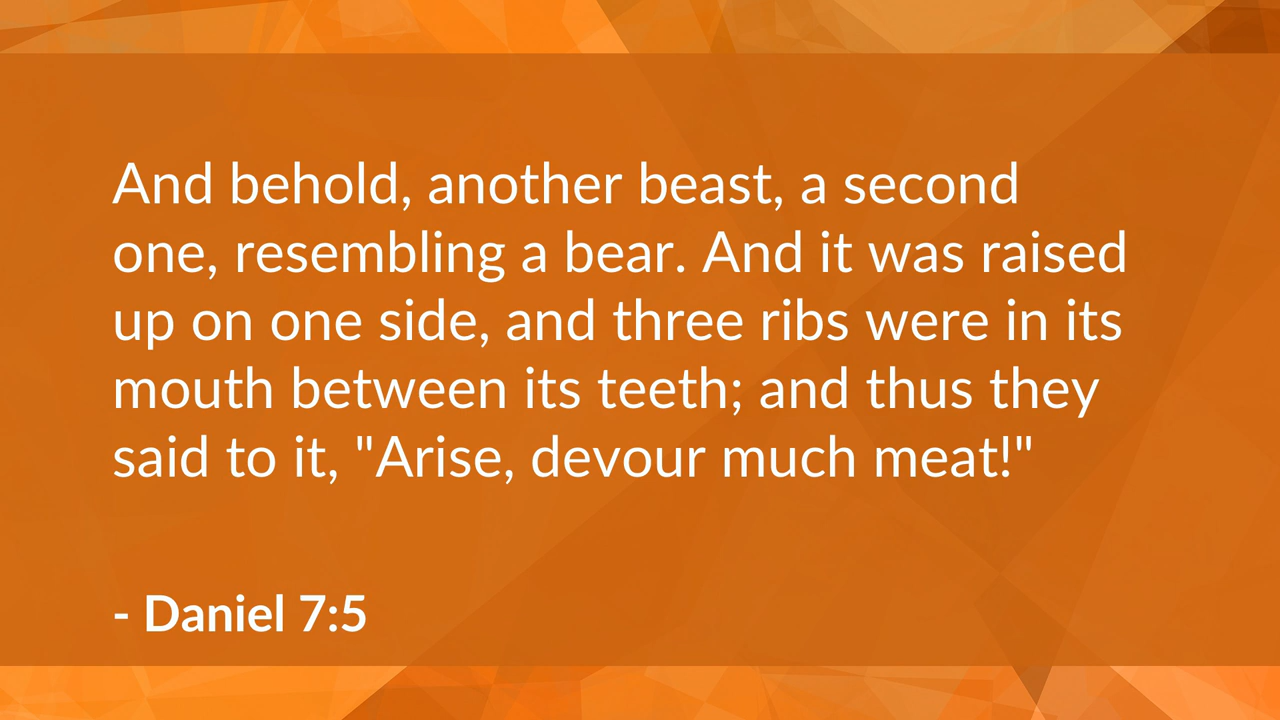 And behold, another beast, a second
one, resembling a bear. And it was raised
up on one side, and three ribs were in its
mouth between its teeth; and thus they
said to it, "Arise, devour much meat!"
- Daniel 7:5